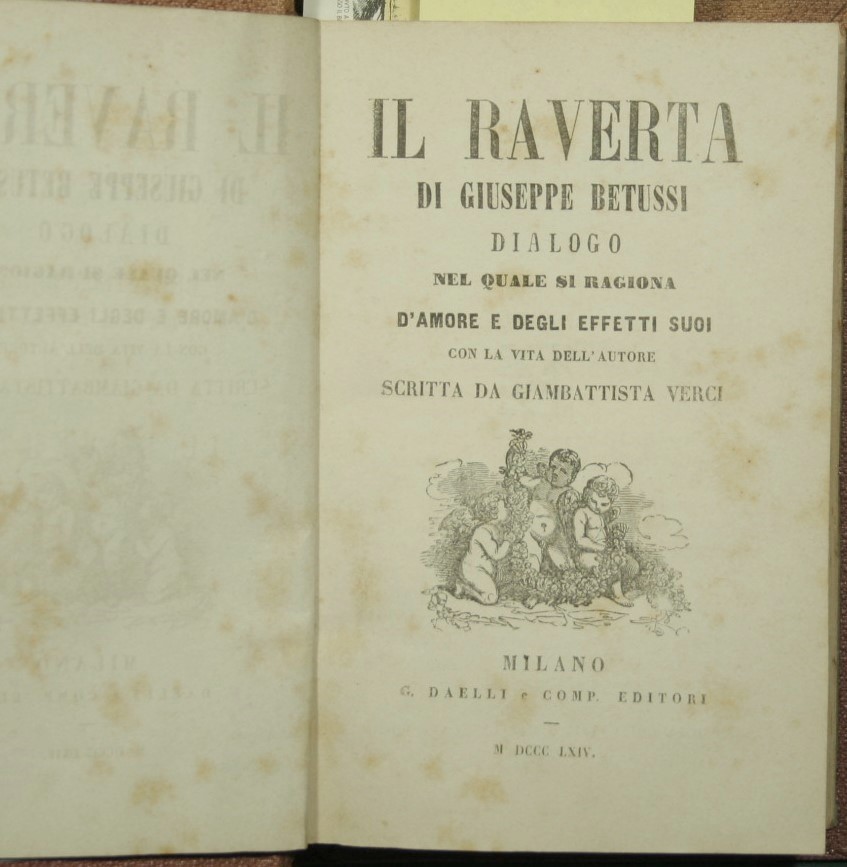 IL RAVERTA
DI GIUSEPPE BETUSSI
DIALOGO
NEL QUALE SI RAGIONA
D'AMORE E DEGLI EFFETTI SUOI
CON LA VITA DELL'AUTORE
SCRITTA DA GIAMBATTISTA VERCI
MILANO
G. DAELLI e COMP. EDITORI
M DCCC LXIV.